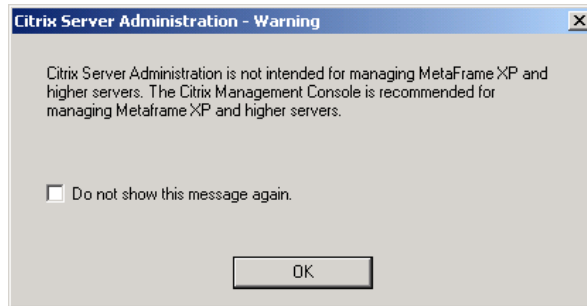 Citrix Server Administration - Warning
Citrix Server Administration is not intended for managing MetaFrame XP and
higher servers. The Citrix Management Console is recommended for
managing Metaframe XP and higher servers.
Do not show this message again.
OK